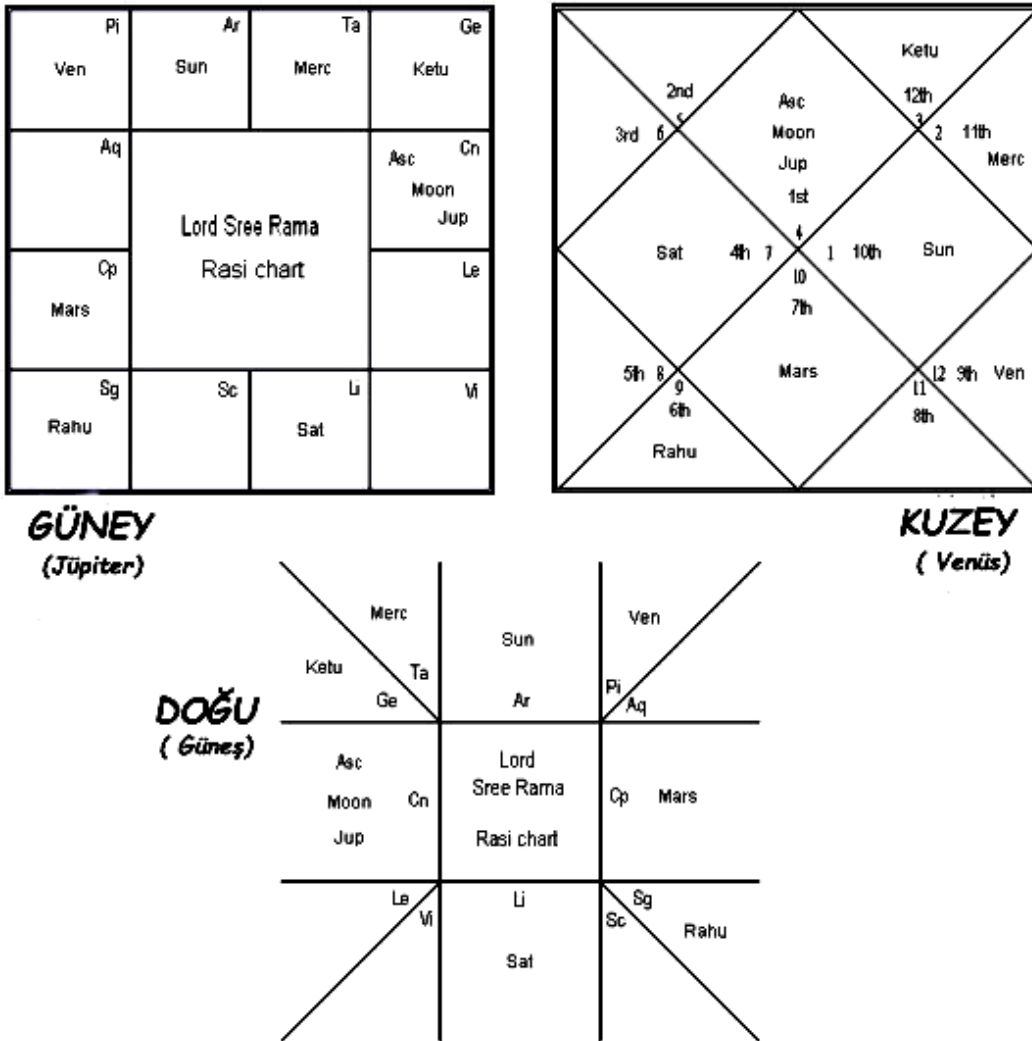 Pi
Ven
Ar
Sun
Ta
Merc
Ge
Ketu
Aq
Cn
Asc
Moon
Jup
Lord Sree Rama
Rasi chart
Cp
Mars
Le
Sg
Rahu
Sc
Li
Sat
Vi
GÜNEY
(Jüpiter)
Ketu
12th
3
2nd
5
3rd 6
Asc
Moon
Jup
1st
4
2 11th
Merc
Sat 4th 7
1 10th Sun
10
7th
Mars
5th 8
9
6th
Rahu
12 9th Ven
11
8th
KUZEY
( Venüs)
DOĞU
( Güneş)
Merc
Ta
Ketu
Ge
Sun
Ar
Ven
Pi
Aq
Asc
Moon Cn
Jup
Lord
Sree Rama
Rasi chart
Cp Mars
Le
Vi
Li
Sat
Sg
Sc
Rahu